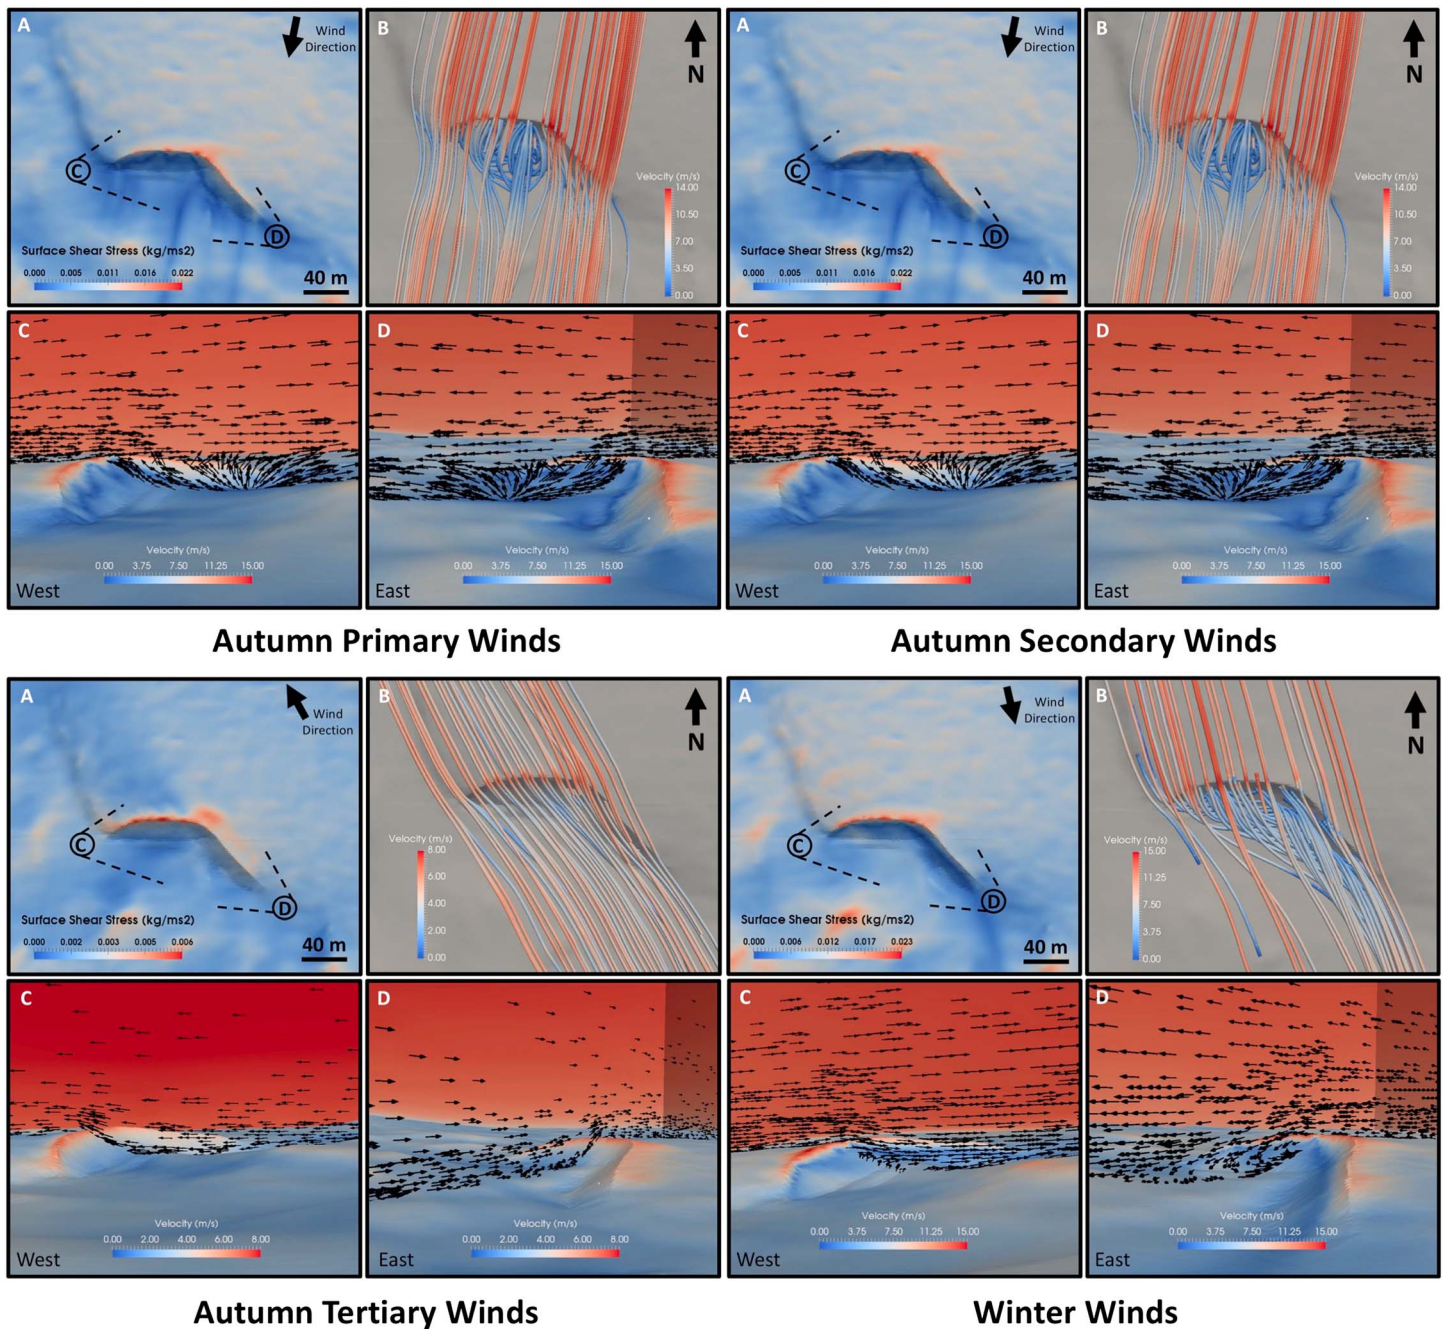 A
Wind
Direction
C
D
Surface Shear Stress (kg/ms2)
0.000 0.005 0.011 0.016 0.022
40 m
B
N
Velocity (m/s)
14.00
10.50
7.00
3.50
0.00
A
Wind
Direction
C
D
Surface Shear Stress (kg/ms2)
0.000 0.005 0.011 0.016 0.022
40 m
B
N
Velocity (m/s)
14.00
10.50
7.00
3.50
0.00
C
Velocity (m/s)
0.00 3.75 7.50 11.25 15.00
West
D
Velocity (m/s)
0.00 3.75 7.50 11.25 15.00
East
C
Velocity (m/s)
0.00 3.75 7.50 11.25 15.00
West
D
Velocity (m/s)
0.00 3.75 7.50 11.25 15.00
East
Autumn Primary Winds
Autumn Secondary Winds
A
Wind
Direction
C
D
Surface Shear Stress (kg/ms2)
0.000 0.002 0.003 0.005 0.006
40 m
B
N
Velocity (m/s)
8.00
6.00
4.00
2.00
0.00
A
Wind
Direction
C
D
Surface Shear Stress (kg/ms2)
0.000 0.006 0.012 0.017 0.023
40 m
B
N
Velocity (m/s)
15.00
11.25
7.50
3.75
0.00
C
Velocity (m/s)
0.00 2.00 4.00 6.00 8.00
West
D
Velocity (m/s)
0.00 2.00 4.00 6.00 8.00
East
C
Velocity (m/s)
0.00 3.75 7.50 11.25 15.00
West
D
Velocity (m/s)
0.00 3.75 7.50 11.25 15.00
East
Autumn Tertiary Winds
Winter Winds